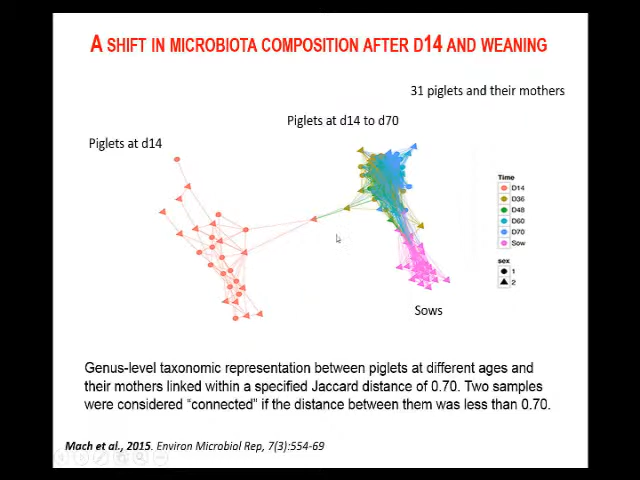 A SHIFT IN MICROBIOTA COMPOSITION AFTER D14 AND WEANING
31 piglets and their mothers
Piglets at d14 to d70
Piglets at d14
Time
D14
D36
D48
D60
D70
Sow
sex
1
2
Sows
Genus-level taxonomic representation between piglets at different ages and
their mothers linked within a specified Jaccard distance of 0.70. Two samples
were considered “connected” if the distance between them was less than 0.70.
Mach et al., 2015. Environ Microbiol Rep, 7(3):554-69